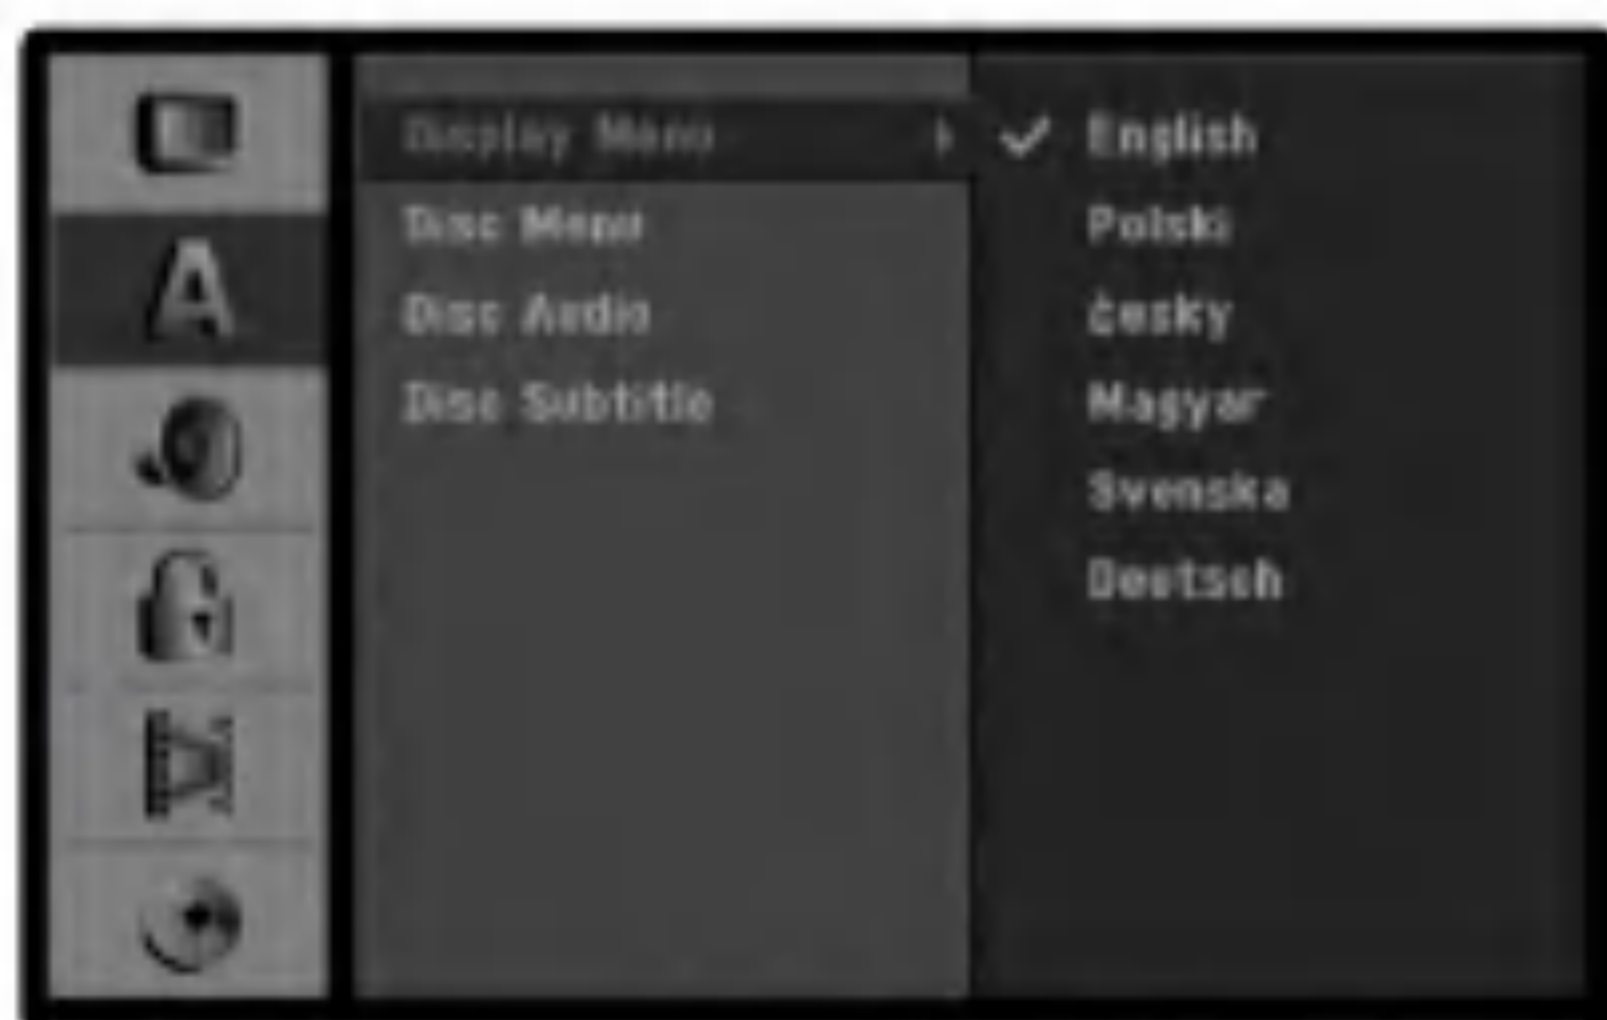 A
Display Menu
Disc Menu
Disc Audio
Disc Subtitle
English
Polski
česky
Magyar
Svenska
Deutsch